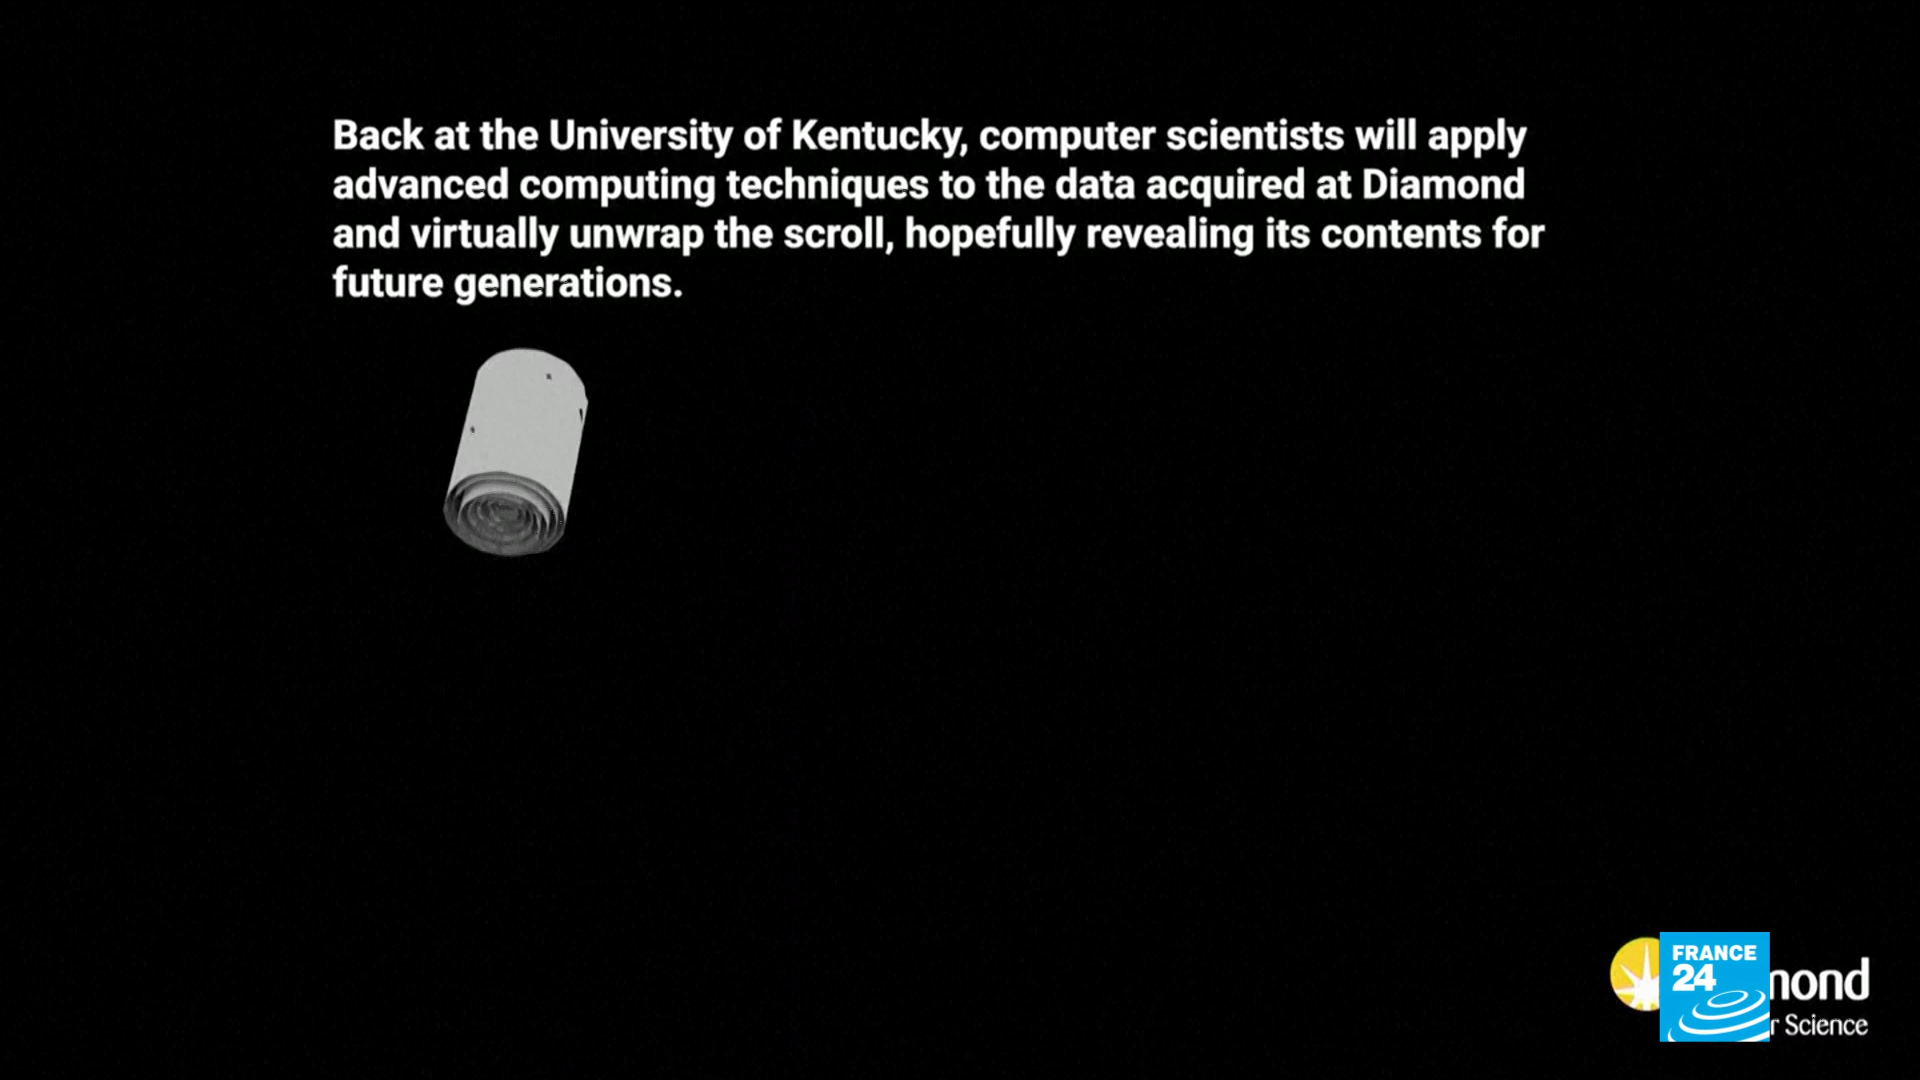 Back at the University of Kentucky, computer scientists will apply
advanced computing techniques to the data acquired at Diamond
and virtually unwrap the scroll, hopefully revealing its contents for
future generations.
FRANCE
24
Science